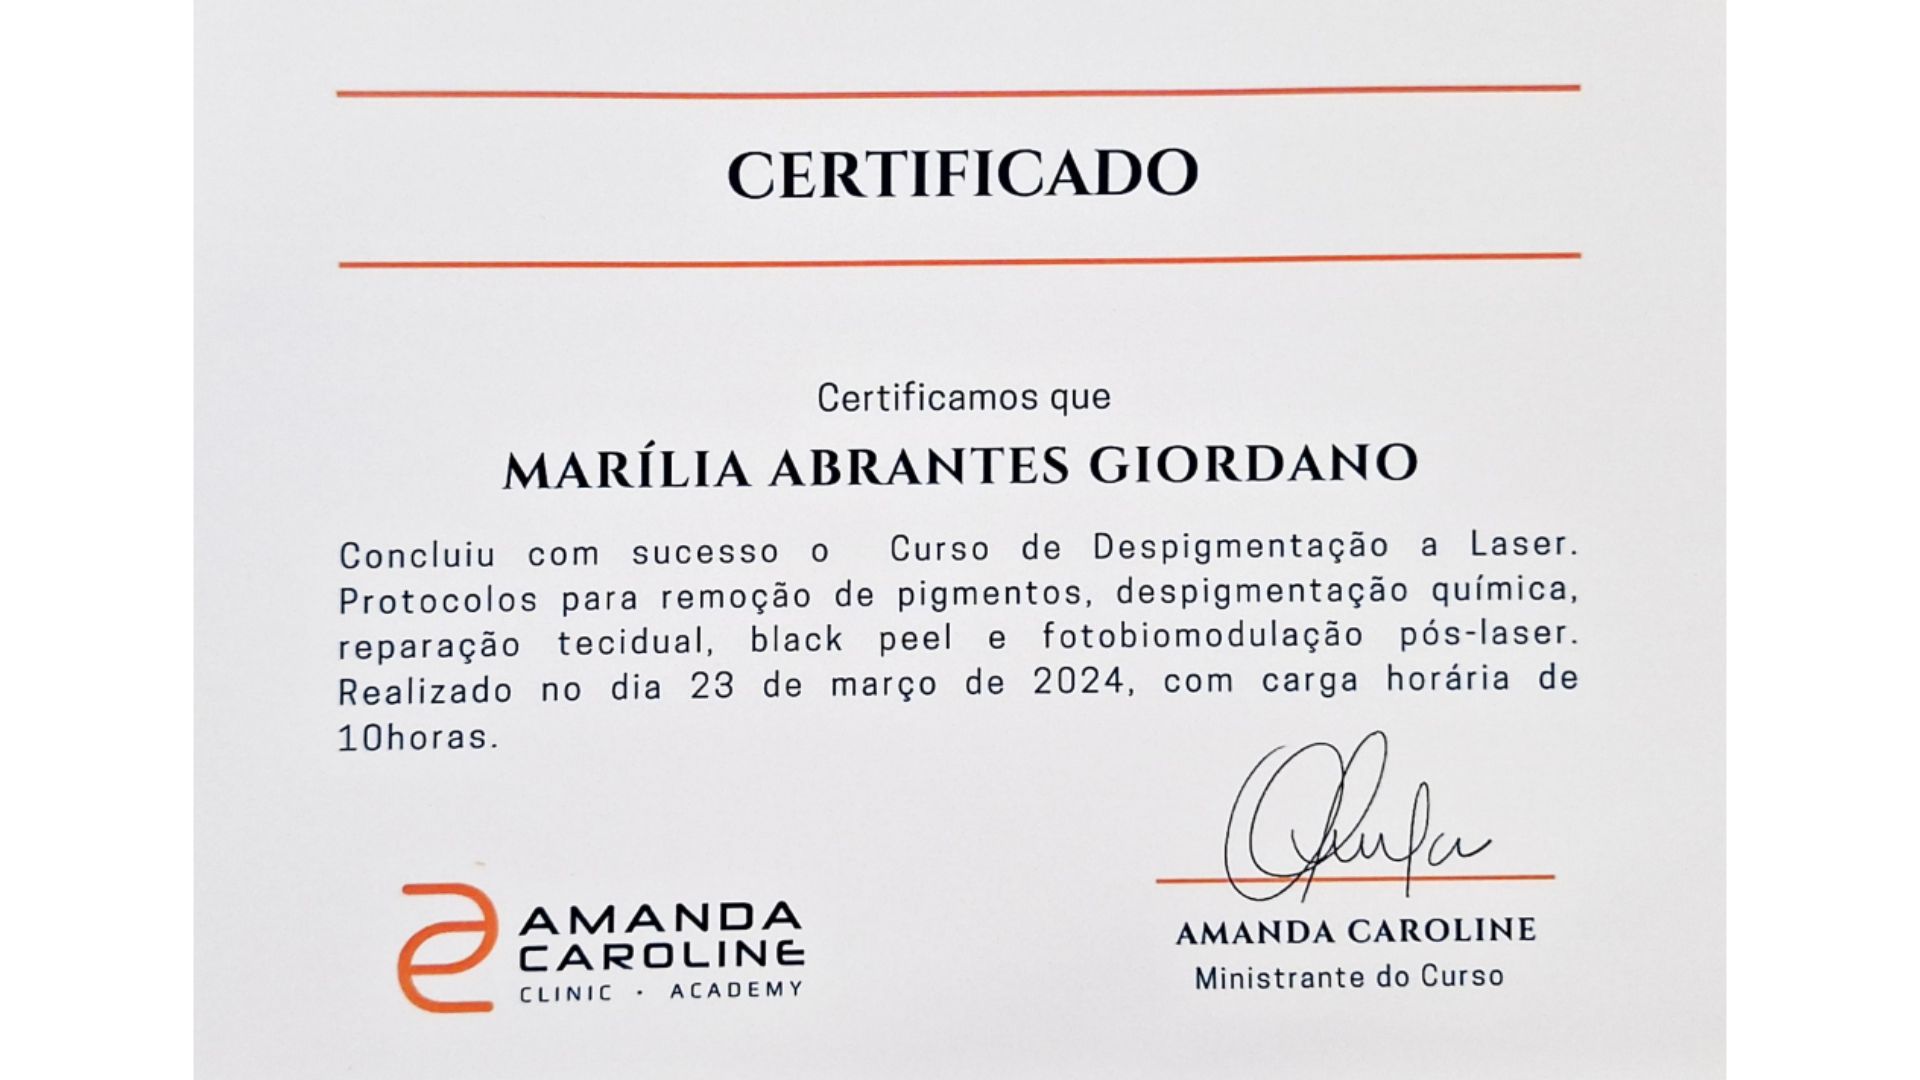 CERTIFICADO
Certificamos que
MARÍLIA ABRANTES GIORDANO
Concluiu com sucesso o Curso de Despigmentação a Laser.
Protocolos para remoção de pigmentos, despigmentação química,
reparação tecidual, black peel e fotobiomodulação pós-laser.
Realizado no dia 23 de março de 2024, com carga horária de
10horas.
AMANDA
CAROLINE
CLINIC · ACADEMY
AMANDA CAROLINE
Ministrante do Curso